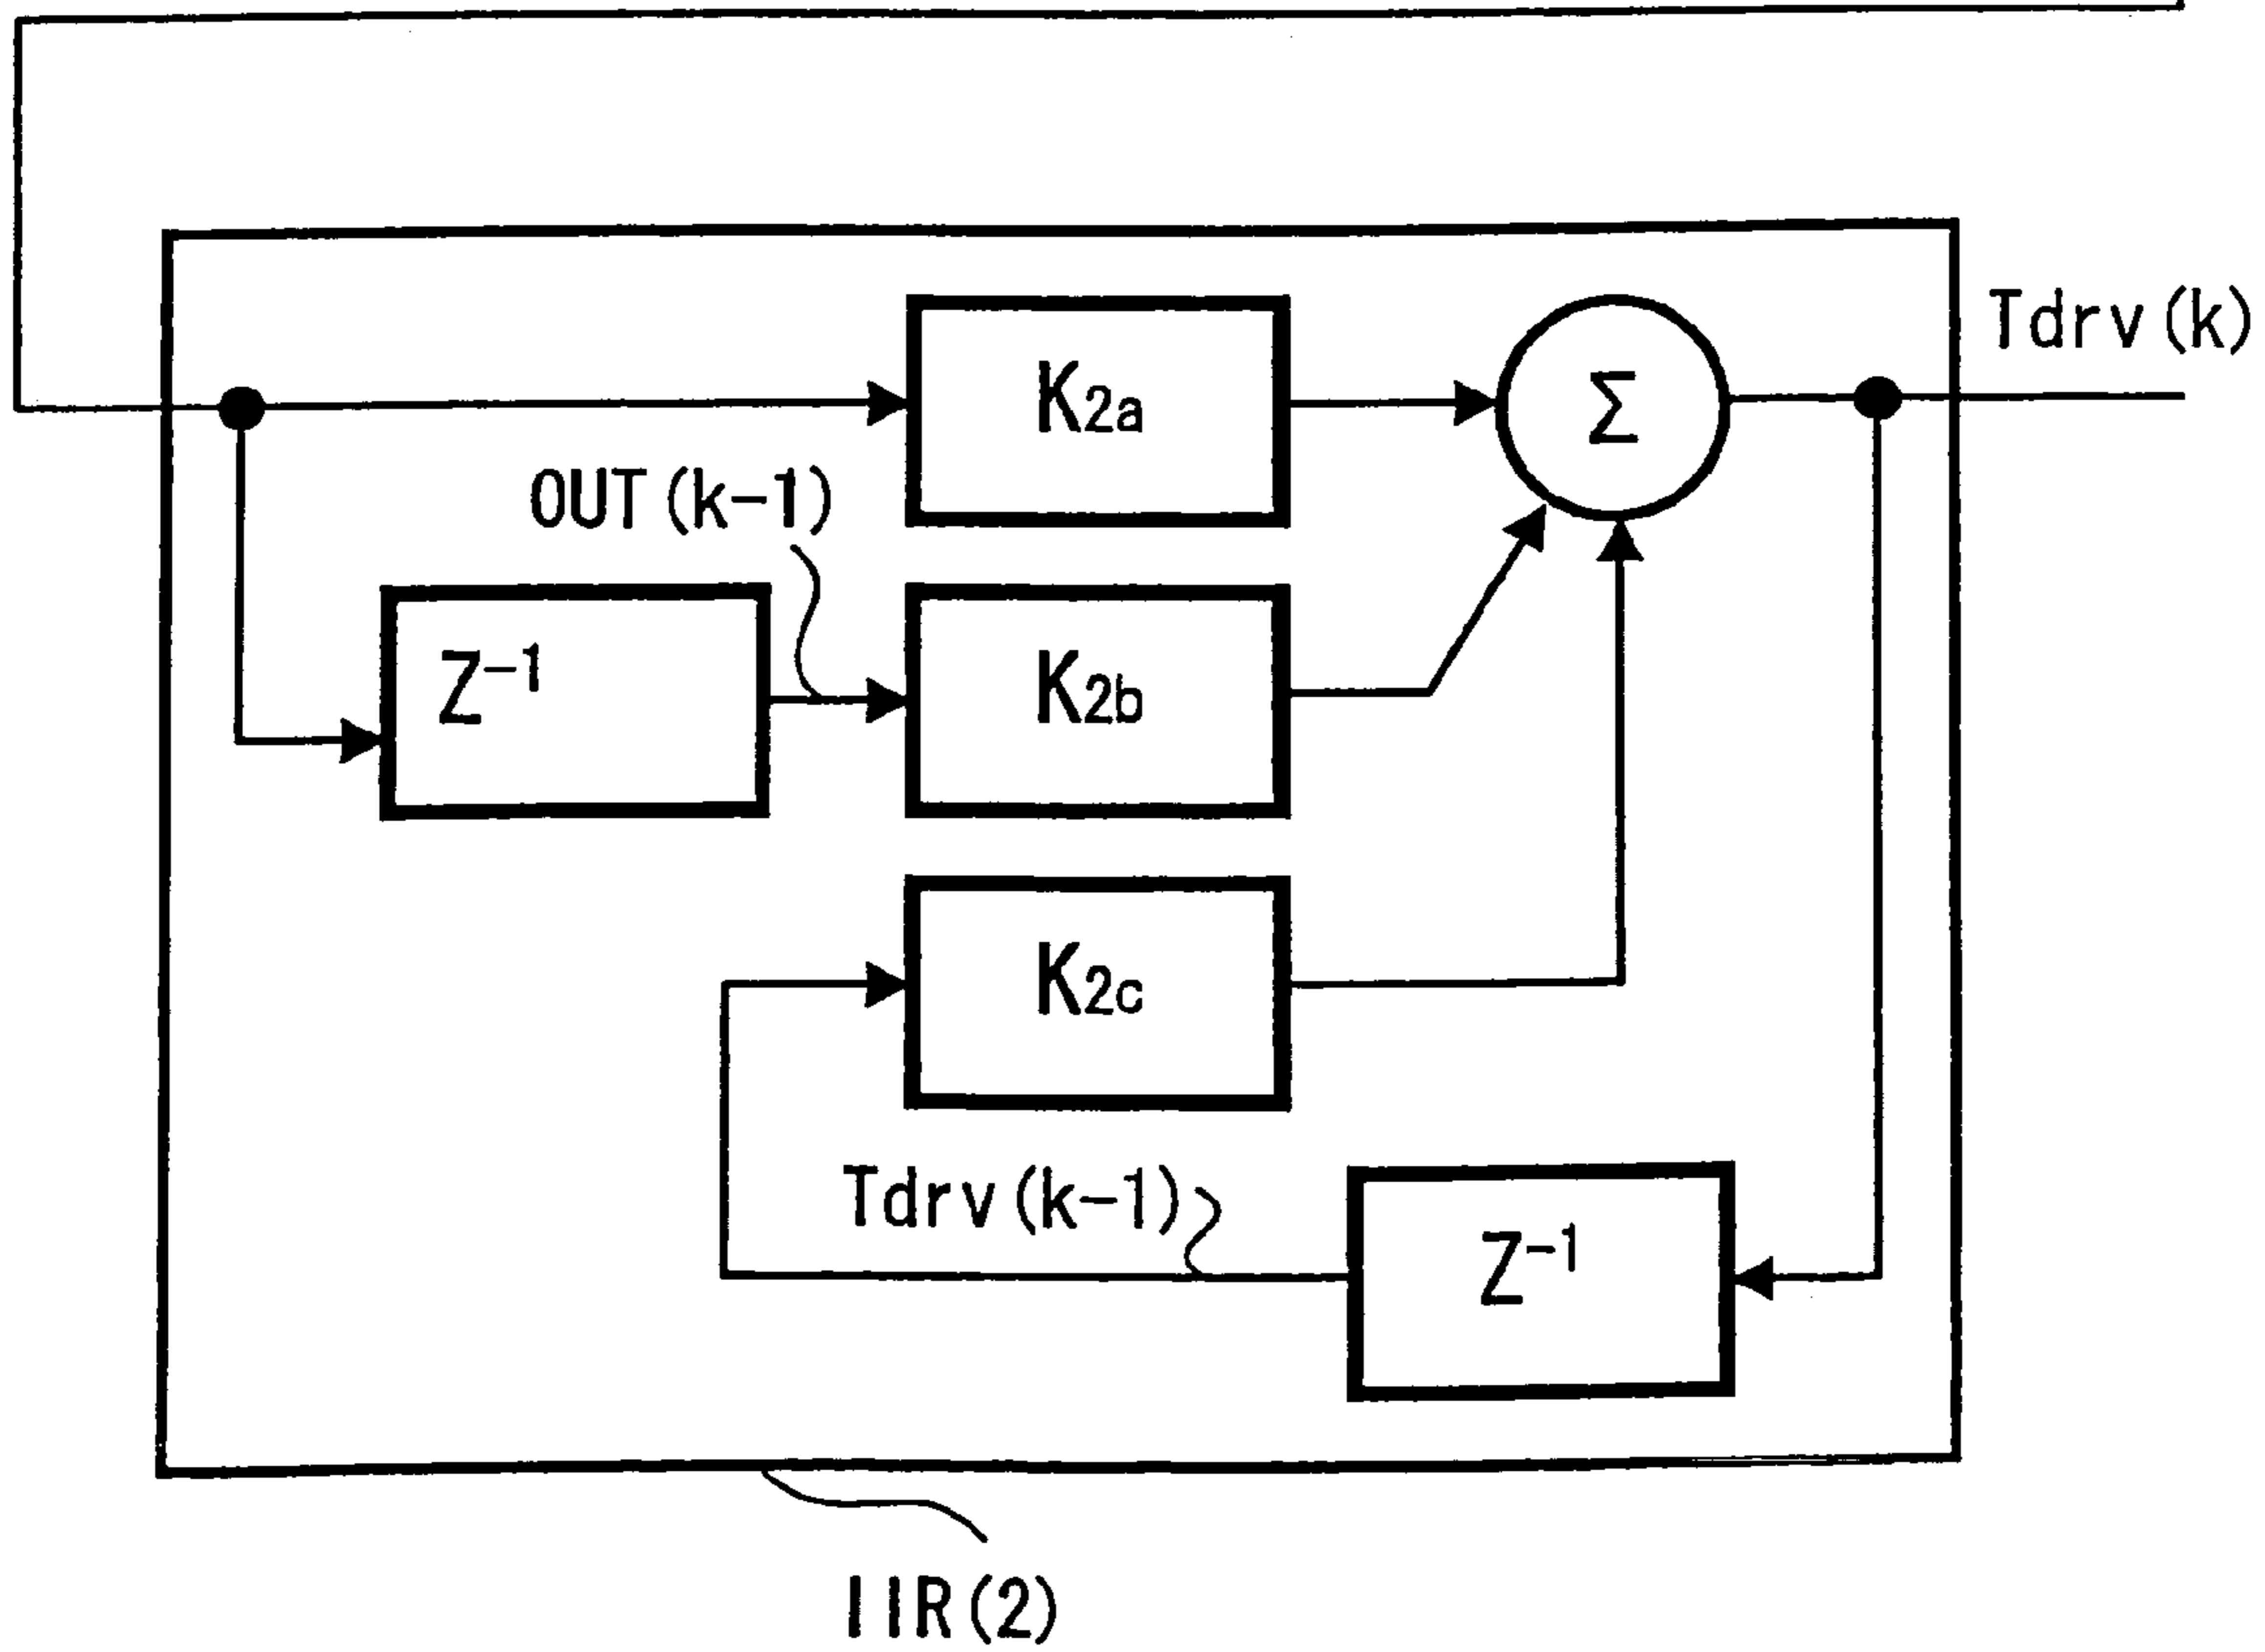 Tdrv(k)
K2a
Σ
OUT(k-1)
Z-1
K2b
K2c
Tdrv(k-1)
Z-1
IIR(2)